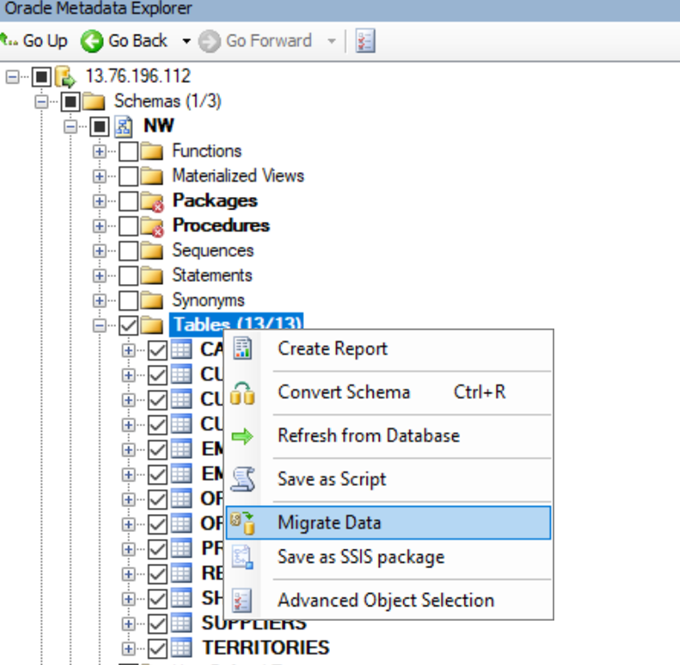 Oracle Metadata Explorer
Go Up Go Back Go Forward
13.76.196.112
Schemas (1/3)
NW
Functions
Materialized Views
Packages
Procedures
Sequences
Statements
Synonyms
Tables (13/13)
CA
Create Report
CU
CU
Convert Schema Ctrl+R
CU
Refresh from Database
EM
EM
Save as Script
OR
OR
Migrate Data
PR
Save as SSIS package
RE
SH
Advanced Object Selection
SUPPLIERS
TERRITORIES